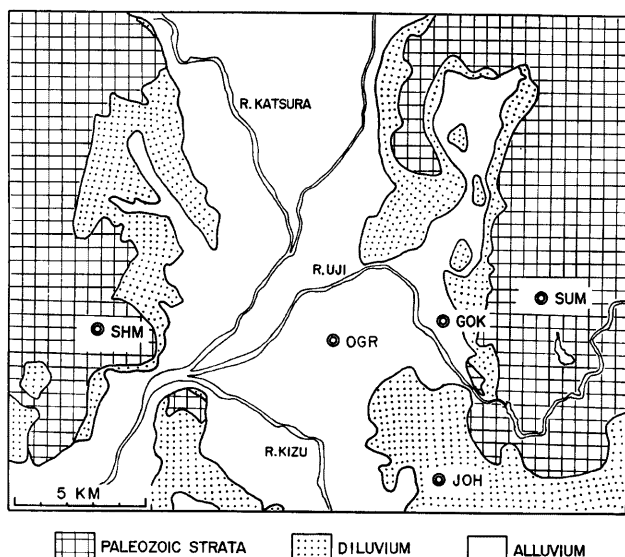 R. KATSURA
R. UJI
SUM
GOK
SHM
OGR
R. KIZU
JOH
5 KM
PALEOZOIC STRATA DILUVIUM ALLUVIUM